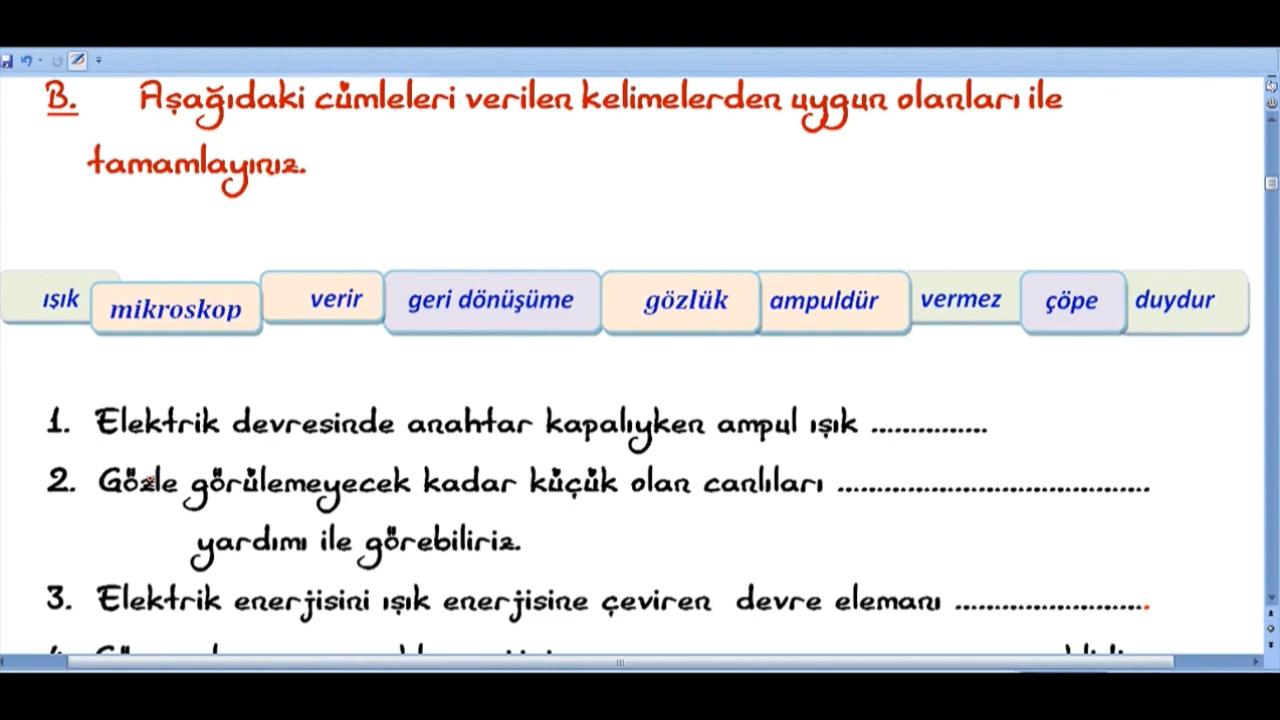 B. Aşağıdaki cümleleri verilen kelimelerden uygun olanları ile
tamamlayınız.
ışık mikroskop verir geri dönüşüme gözlük ampuldür vermez çöpe duydur
1. Elektrik devresinde anahtar kapalıyken ampul ışık ...............
2. Gözle görülemeyecek kadar küçük olan canlıları ........................................
yardımı ile görebiliriz.
3. Elektrik enerjisini ışık enerjisine çeviren devre elemanı .........................